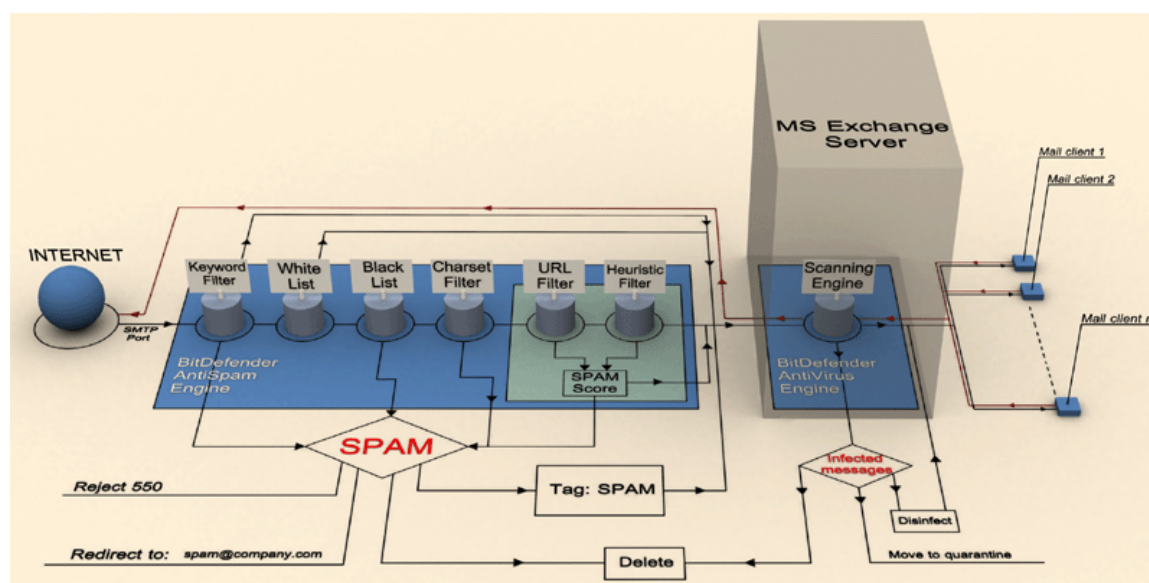 MS Exchange
Server
Mail client 1
Mail client 2
INTERNET
Keyword
Filter
White
List
Black
List
Charset
Filter
URL
Filter
Heuristic
Filter
Scanning
Engine
SMTP
Port
Mail client n
BitDefender
AntiSpam
Engine
SPAM
Score
BitDefender
AntiVirus
Engine
SPAM
Infected
messages
Reject 550
Tag: SPAM
Disinfect
Redirect to: spam@company.com
Delete
Move to quarantine